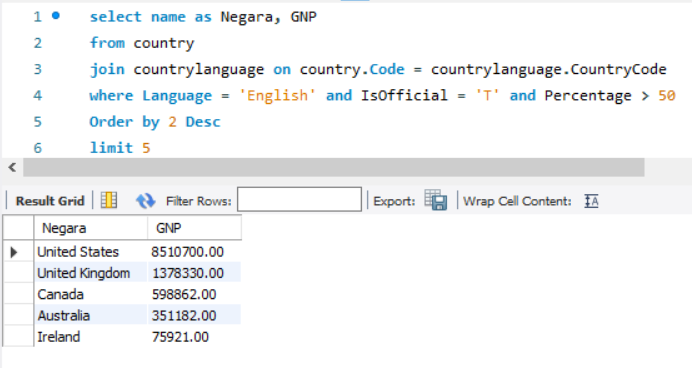 1 select name as Negara, GNP
2 from country
3 join countrylanguage on country.Code = countrylanguage.CountryCode
4 where Language = 'English' and IsOfficial = 'T' and Percentage > 50
5 Order by 2 Desc
6 limit 5
Result Grid Filter Rows: Export: Wrap Cell Content: IA
Negara GNP
United States 8510700.00
United Kingdom 1378330.00
Canada 598862.00
Australia 351182.00
Ireland 75921.00